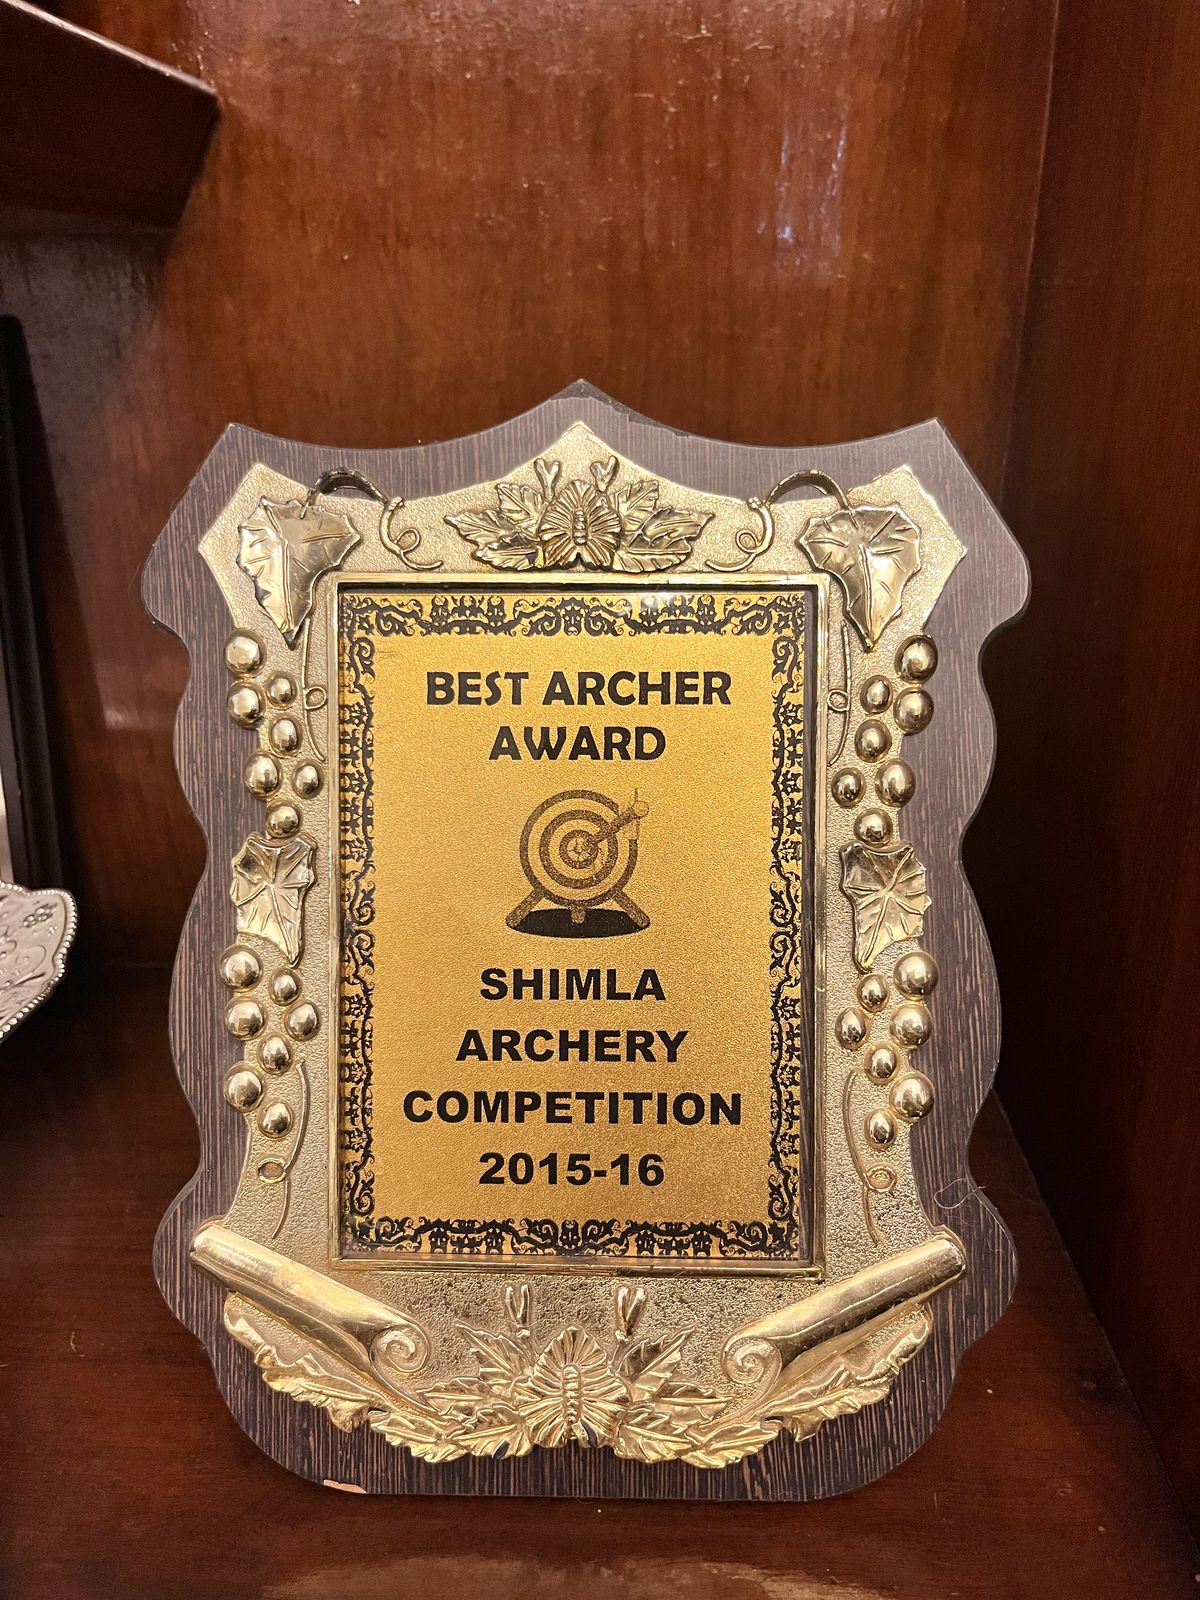 BEST ARCHER
AWARD
SHIMLA
ARCHERY
COMPETITION
2015-16